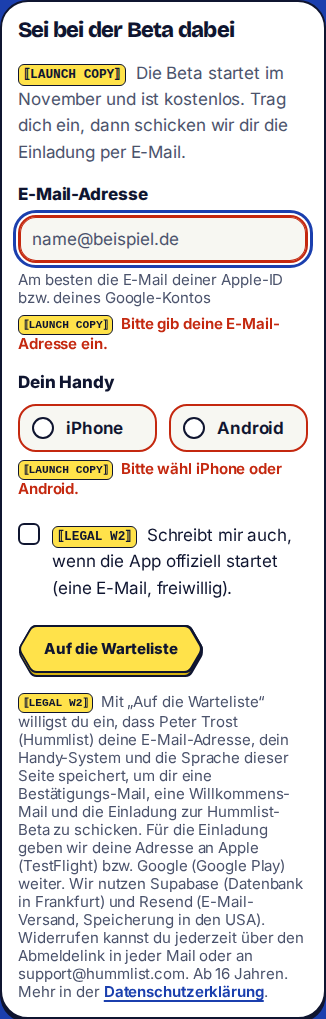 Sei bei der Beta dabei
⟦LAUNCH COPY⟧ Die Beta startet im
November und ist kostenlos. Trag
dich ein, dann schicken wir dir die
Einladung per E-Mail.
E-Mail-Adresse
name@beispiel.de
Am besten die E-Mail deiner Apple-ID
bzw. deines Google-Kontos
⟦LAUNCH COPY⟧ Bitte gib deine E-Mail-
Adresse ein.
Dein Handy
iPhone
Android
⟦LAUNCH COPY⟧ Bitte wähl iPhone oder
Android.
⟦LEGAL W2⟧ Schreibt mir auch,
wenn die App offiziell startet
(eine E-Mail, freiwillig).
Auf die Warteliste
⟦LEGAL W2⟧ Mit „Auf die Warteliste“
willigst du ein, dass Peter Trost
(Hummlist) deine E-Mail-Adresse, dein
Handy-System und die Sprache dieser
Seite speichert, um dir eine
Bestätigungs-Mail, eine Willkommens-
Mail und die Einladung zur Hummlist-
Beta zu schicken. Für die Einladung
geben wir deine Adresse an Apple
(TestFlight) bzw. Google (Google Play)
weiter. Wir nutzen Supabase (Datenbank
in Frankfurt) und Resend (E-Mail-
Versand, Speicherung in den USA).
Widerrufen kannst du jederzeit über den
Abmeldelink in jeder Mail oder an
support@hummlist.com. Ab 16 Jahren.
Mehr in der Datenschutzerklärung.